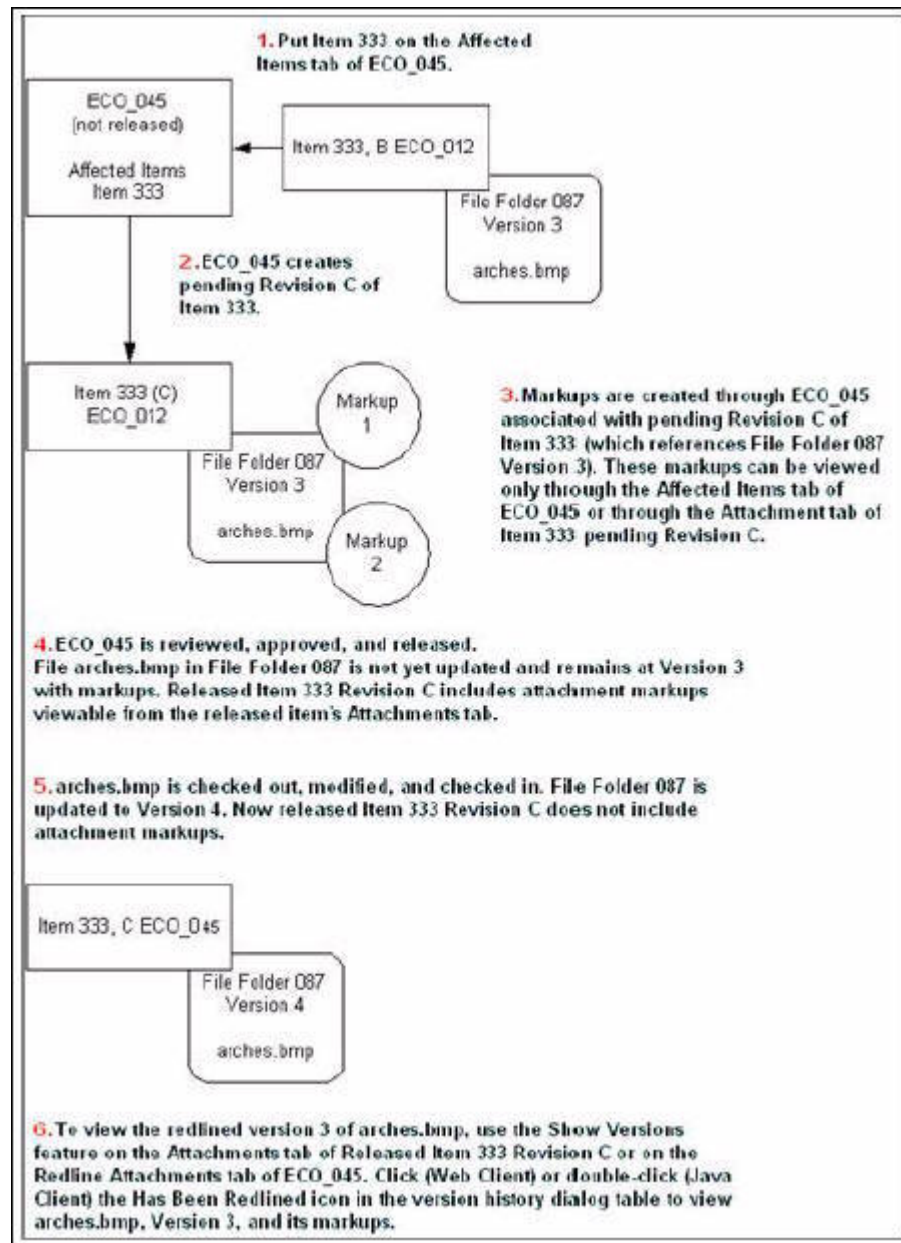 1. Put Item 333 on the Affected
Items tab of ECO_045.
ECO_045
(not released)
Affected Items
Item 333
Item 333, B ECO_012
File Folder 087
Version 3
arches.bmp
2. ECO_045 creates
pending Revision C of
Item 333.
Item 333 (C)
ECO_012
Markup
1
File Folder 087
Version 3
arches.bmp
Markup
2
3. Markups are created through ECO_045
associated with pending Revision C of
Item 333 (which references File Folder 087
Version 3). These markups can be viewed
only through the Affected Items tab of
ECO_045 or through the Attachment tab of
Item 333 pending Revision C.
4. ECO_045 is reviewed, approved, and released.
File arches.bmp in File Folder 087 is not yet updated and remains at Version 3
with markups. Released Item 333 Revision C includes attachment markups
viewable from the released item's Attachments tab.
5. arches.bmp is checked out, modified, and checked in. File Folder 087 is
updated to Version 4. Now released Item 333 Revision C does not include
attachment markups.
Item 333, C ECO_045
File Folder 087
Version 4
arches.bmp
6. To view the redlined version 3 of arches.bmp, use the Show Versions
feature on the Attachments tab of Released Item 333 Revision C or on the
Redline Attachments tab of ECO_045. Click (Web Client) or double-click (Java
Client) the Has Been Redlined icon in the version history dialog table to view
arches.bmp, Version 3, and its markups.